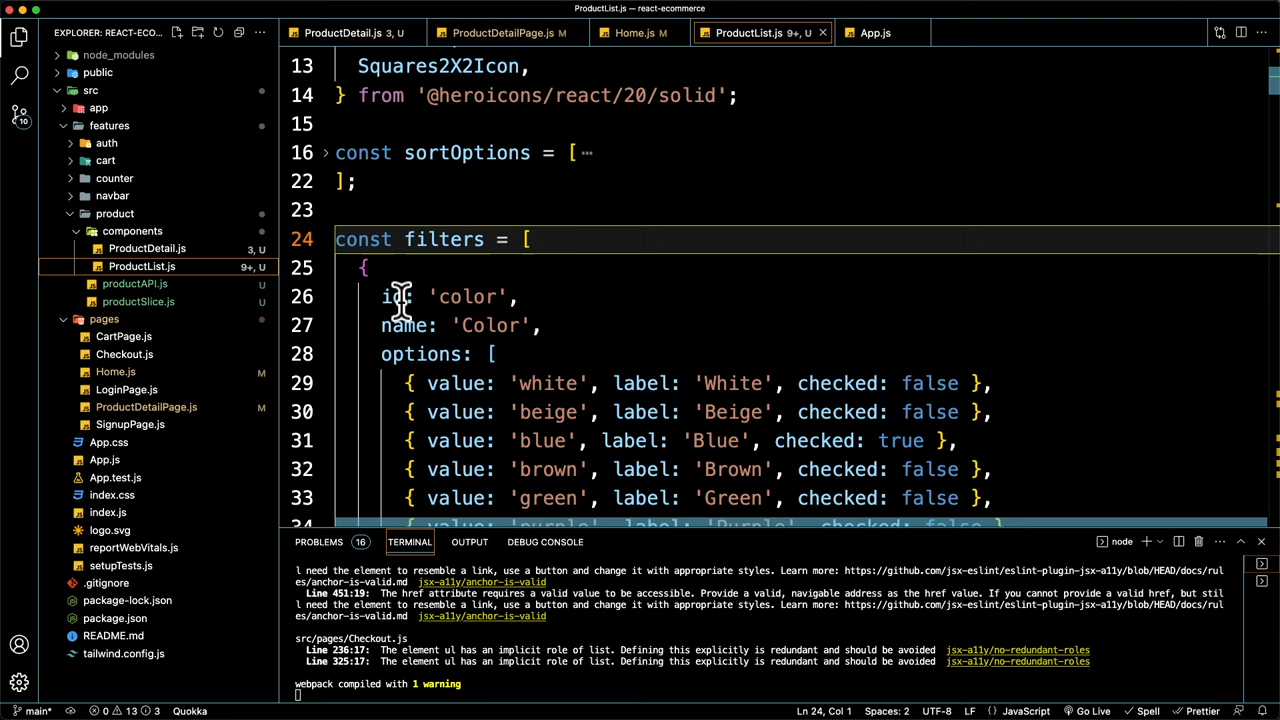 ProductList.js — react-ecommerce
EXPLORER: REACT-ECO...
ProductDetail.js 3, U
ProductDetailPage.js M
Home.js M
ProductList.js 9+, U
App.js
node_modules
public
src
app
features
auth
cart
counter
navbar
product
components
ProductDetail.js 3, U
ProductList.js 9+, U
productAPI.js U
productSlice.js U
pages
CartPage.js
Checkout.js
Home.js M
LoginPage.js
ProductDetailPage.js M
SignupPage.js
App.css
App.js
App.test.js
index.css
index.js
logo.svg
reportWebVitals.js
setupTests.js
.gitignore
package-lock.json
package.json
README.md
tailwind.config.js
10
13 Squares2X2Icon,
14 } from '@heroicons/react/20/solid';
15
16 const sortOptions = [ ⋯
22 ];
23
24 const filters = [
25 {
26 id: 'color',
27 name: 'Color',
28 options: [
29 { value: 'white', label: 'White', checked: false },
30 { value: 'beige', label: 'Beige', checked: false },
31 { value: 'blue', label: 'Blue', checked: true },
32 { value: 'brown', label: 'Brown', checked: false },
33 { value: 'green', label: 'Green', checked: false },
34 { value: 'purple', label: 'Purple', checked: false }
PROBLEMS 16 TERMINAL OUTPUT DEBUG CONSOLE
node
l need the element to resemble a link, use a button and change it with appropriate styles. Learn more: https://github.com/jsx-eslint/eslint-plugin-jsx-a11y/blob/HEAD/docs/rul
es/anchor-is-valid.md jsx-a11y/anchor-is-valid
Line 451:19: The href attribute requires a valid value to be accessible. Provide a valid, navigable address as the href value. If you cannot provide a valid href, but stil
l need the element to resemble a link, use a button and change it with appropriate styles. Learn more: https://github.com/jsx-eslint/eslint-plugin-jsx-a11y/blob/HEAD/docs/rul
es/anchor-is-valid.md jsx-a11y/anchor-is-valid
src/pages/Checkout.js
Line 236:17: The element ul has an implicit role of list. Defining this explicitly is redundant and should be avoided jsx-a11y/no-redundant-roles
Line 325:17: The element ul has an implicit role of list. Defining this explicitly is redundant and should be avoided jsx-a11y/no-redundant-roles
webpack compiled with 1 warning
main* 0 13 3 Quokka Ln 24, Col 1 Spaces: 2 UTF-8 LF {} JavaScript Go Live Spell Prettier